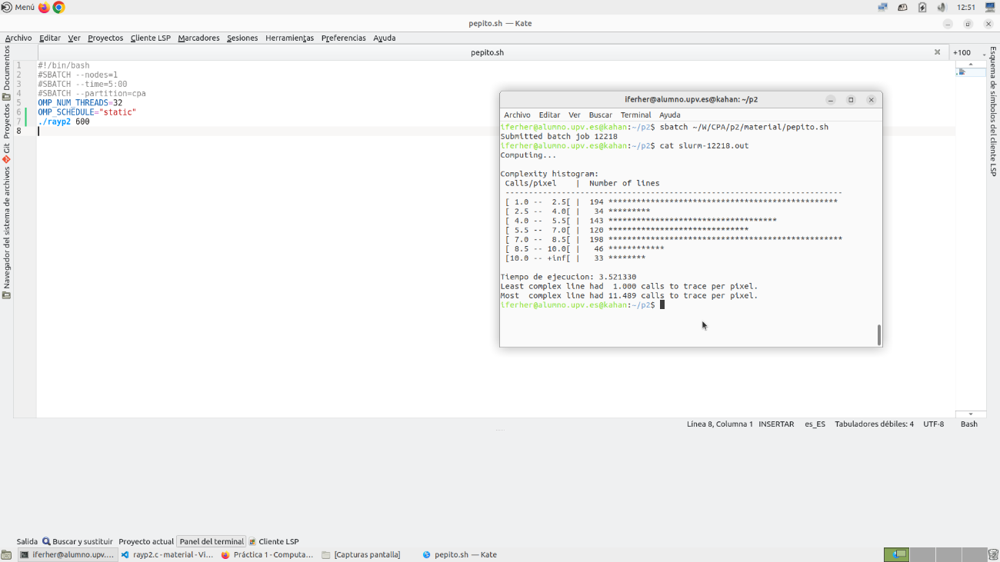 Menú
12:51
pepito.sh — Kate
Archivo Editar Ver Proyectos Cliente LSP Marcadores Sesiones Herramientas Preferencias Ayuda
pepito.sh
+100
Documentos
Proyectos
Git
Navegador del sistema de archivos
Esquema de símbolos del cliente LSP
1 #!/bin/bash
2 #SBATCH --nodes=1
3 #SBATCH --time=5:00
4 #SBATCH --partition=cpa
5 OMP_NUM_THREADS=32
6 OMP_SCHEDULE="static"
7 ./rayp2 600
8
iferher@alumno.upv.es@kahan: ~/p2
Archivo Editar Ver Buscar Terminal Ayuda
iferher@alumno.upv.es@kahan:~/p2$ sbatch ~/W/CPA/p2/material/pepito.sh
Submitted batch job 12218
iferher@alumno.upv.es@kahan:~/p2$ cat slurm-12218.out
Computing...
Complexity histogram:
Calls/pixel | Number of lines
------------------------------------------------------------------------
[ 1.0 -- 2.5[ | 194 *************************************************
[ 2.5 -- 4.0[ | 34 *********
[ 4.0 -- 5.5[ | 143 ************************************
[ 5.5 -- 7.0[ | 120 ******************************
[ 7.0 -- 8.5[ | 198 **************************************************
[ 8.5 -- 10.0[ | 46 ************
[10.0 -- +inf[ | 33 ********
Tiempo de ejecucion: 3.521330
Least complex line had 1.000 calls to trace per pixel.
Most complex line had 11.489 calls to trace per pixel.
iferher@alumno.upv.es@kahan:~/p2$
Línea 8, Columna 1 INSERTAR es_ES Tabuladores débiles: 4 UTF-8 Bash
Salida Buscar y sustituir Proyecto actual Panel del terminal Cliente LSP
iferher@alumno.upv.... rayp2.c - material - Vi... Práctica 1 - Computa... [Capturas pantalla] pepito.sh — Kate